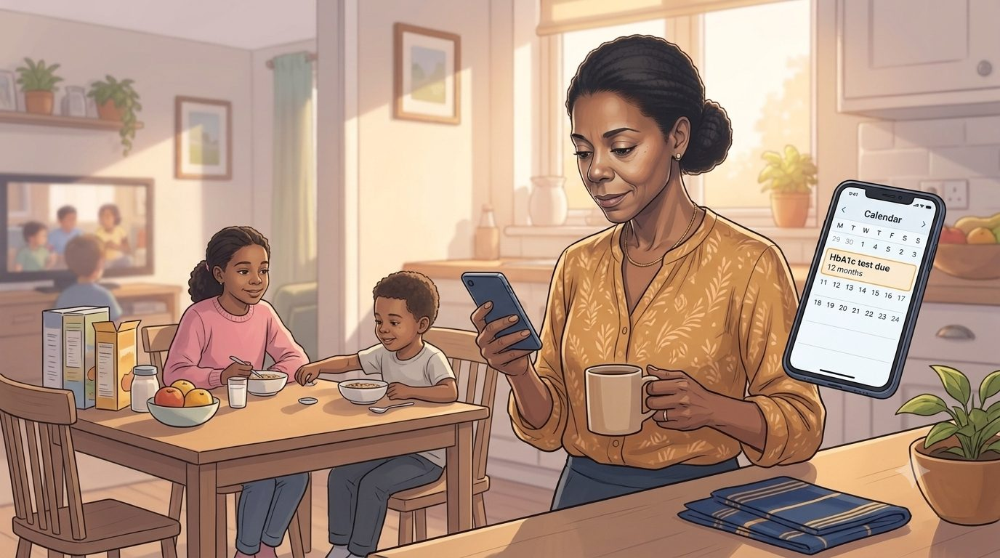 9:41
Calendar
M T W T F S S
29 30 1 4 5 2 3
HbA1c test due
12 months
11 12 13 14 15 16 17
18 19 20 21 22 23 24